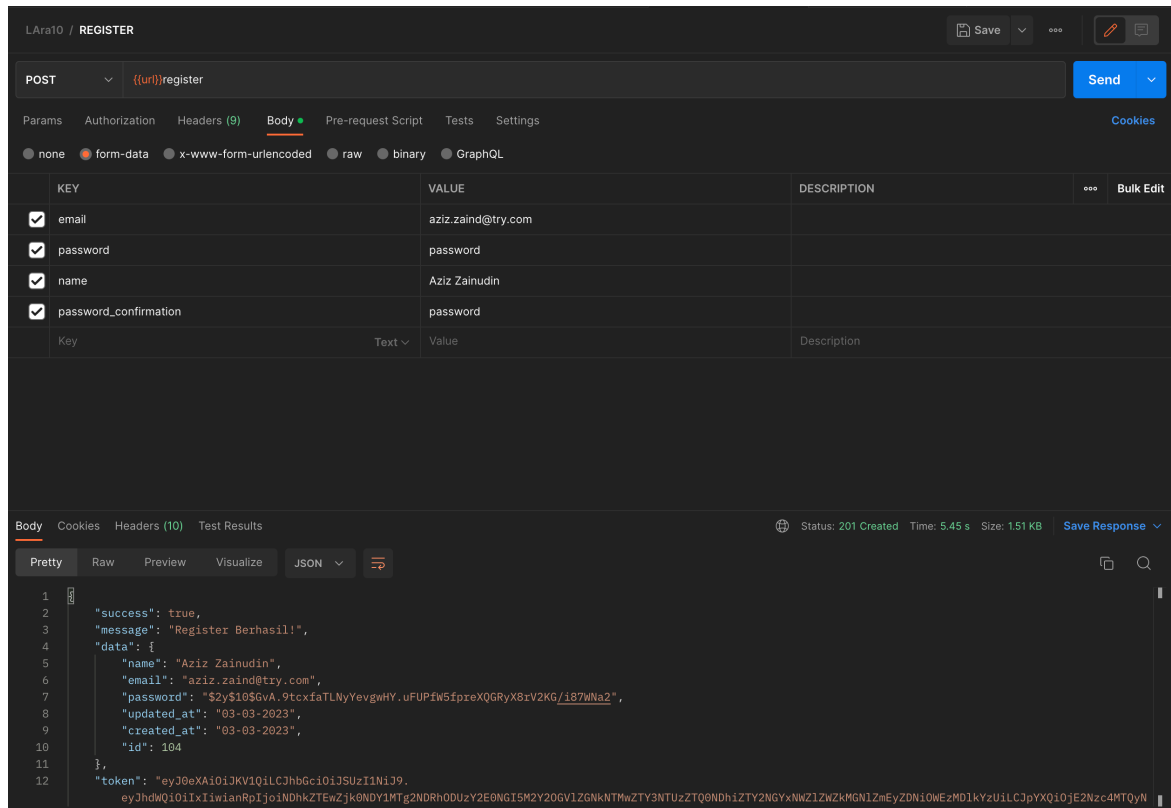 LAra10 / REGISTER
Save
POST {{url}}register Send
Params Authorization Headers (9) Body Pre-request Script Tests Settings Cookies
none form-data x-www-form-urlencoded raw binary GraphQL
KEY VALUE DESCRIPTION Bulk Edit
email aziz.zaind@try.com
password password
name Aziz Zainudin
password_confirmation password
Key Text Value Description
Body Cookies Headers (10) Test Results Status: 201 Created Time: 5.45 s Size: 1.51 KB Save Response
Pretty Raw Preview Visualize JSON
1 {
2 "success": true,
3 "message": "Register Berhasil!",
4 "data": {
5 "name": "Aziz Zainudin",
6 "email": "aziz.zaind@try.com",
7 "password": "$2y$10$GvA.9tcxfaTLNyYevgwHY.uFUPfW5fpreXQGRyX8rV2KG/i87WNa2",
8 "updated_at": "03-03-2023",
9 "created_at": "03-03-2023",
10 "id": 104
11 },
12 "token": "eyJ0eXAiOiJKV1QiLCJhbGciOiJSUzI1NiJ9.